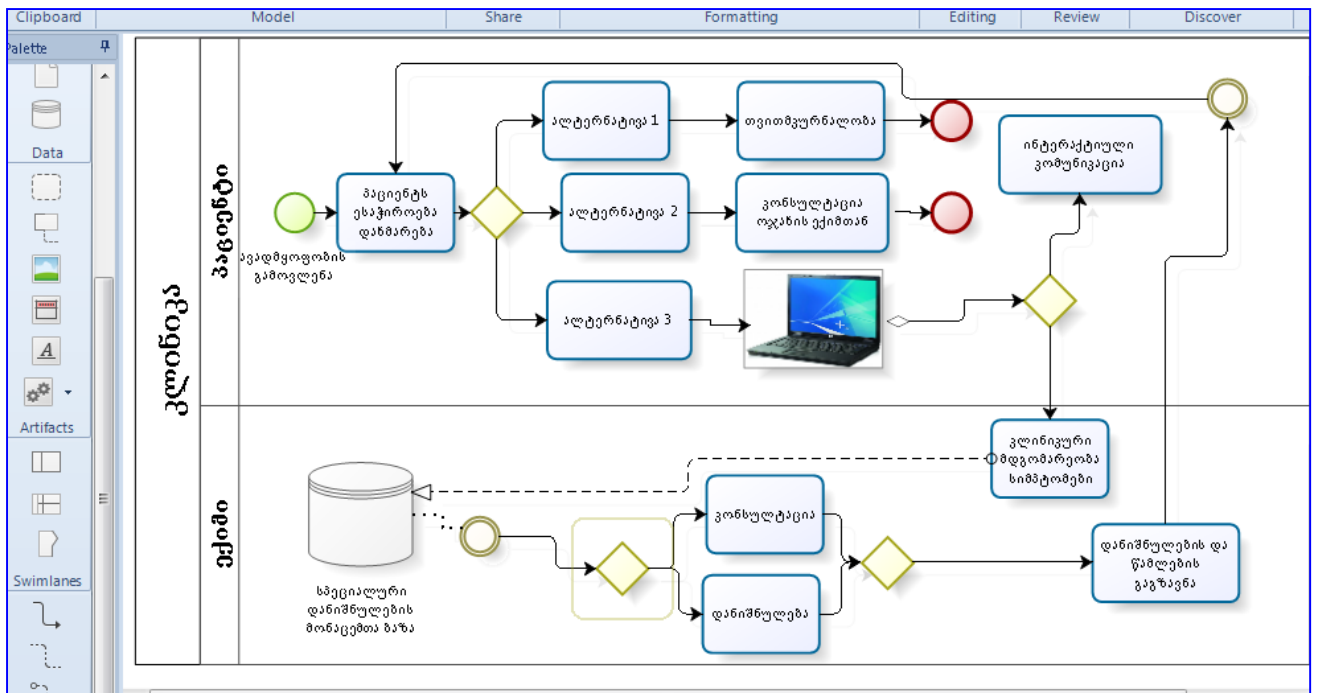 Clipboard
Model
Share
Formatting
Editing
Review
Discover
Palette
Data
Artifacts
Swimlanes
კლინიკა
პაციენტი
ავადმყოფობის
გამოვლენა
პაციენტს
ესაჭიროება
დახმარება
ალტერნატივა 1
თვითმკურნალობა
ალტერნატივა 2
კონსულტაცია
ოჯახის ექიმთან
ალტერნატივა 3
ინტერაქტიული
კომუნიკაცია
ექიმი
კლინიკური
მდგომარეობა
სიმპტომები
სპეციალური
დანიშნულების
მონაცემთა ბაზა
კონსულტაცია
დანიშნულება
დანიშნულების და
წამლების
გაგზავნა